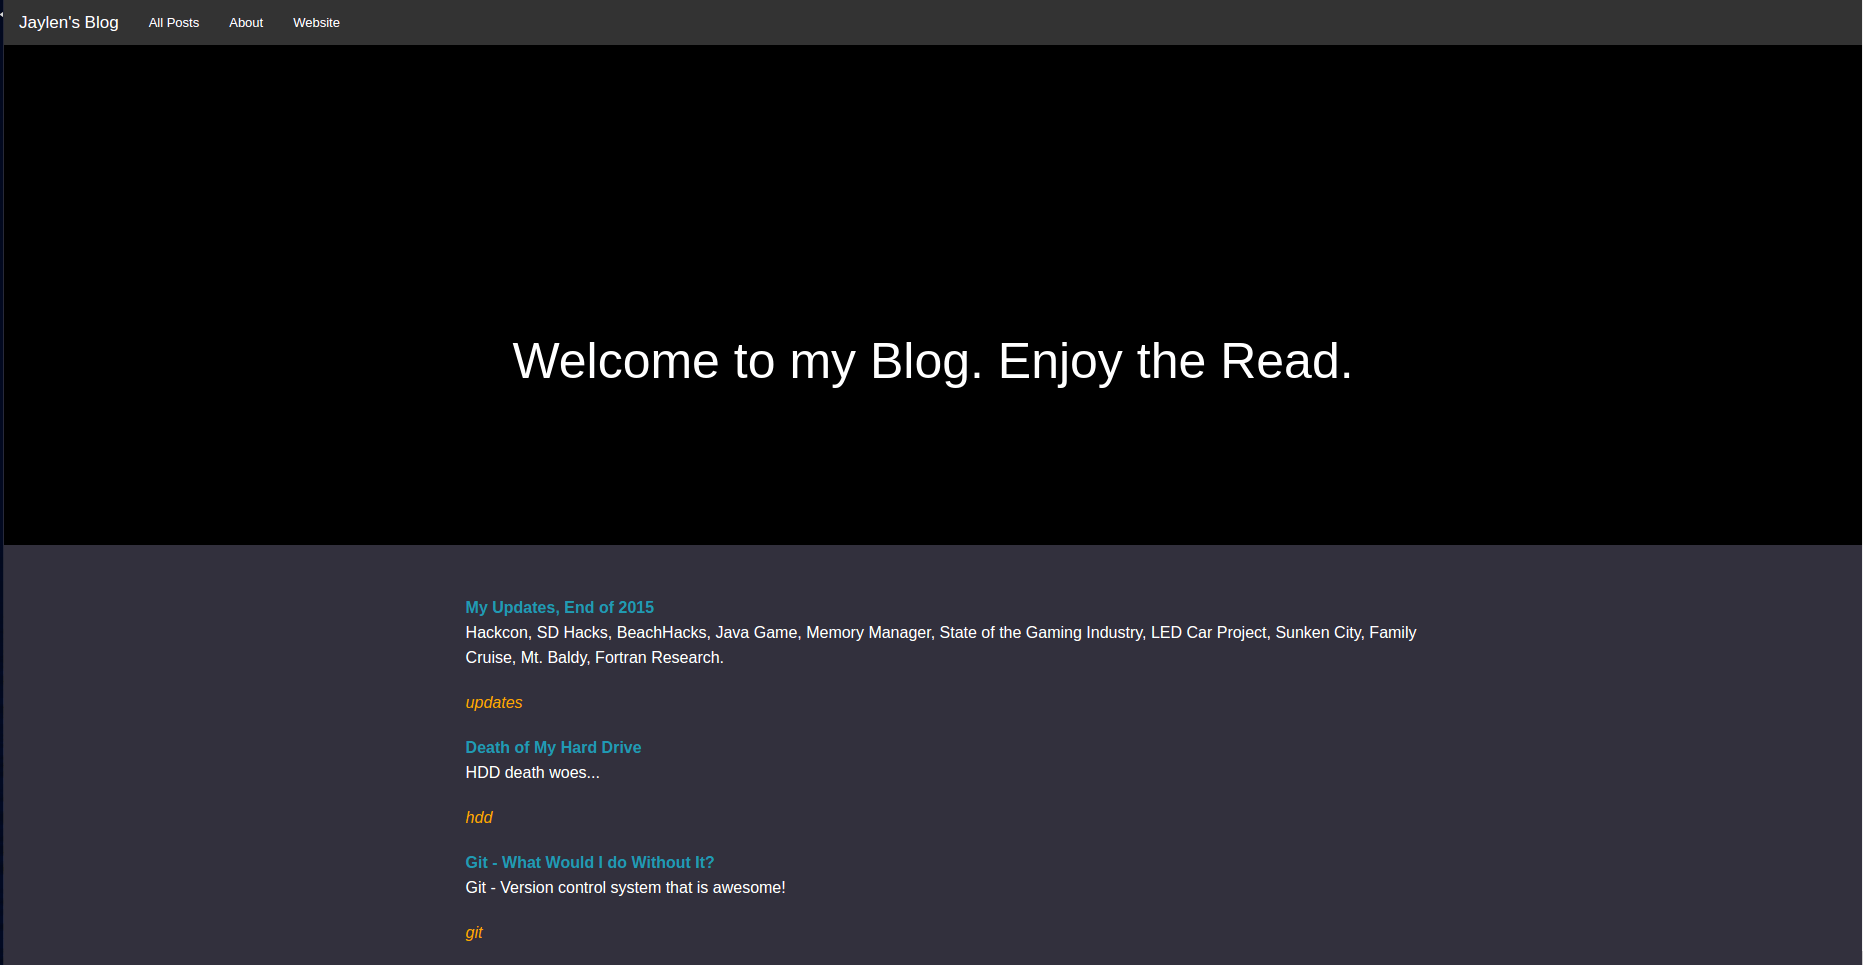 Jaylen's Blog All Posts About Website
Welcome to my Blog. Enjoy the Read.
My Updates, End of 2015
Hackcon, SD Hacks, BeachHacks, Java Game, Memory Manager, State of the Gaming Industry, LED Car Project, Sunken City, Family
Cruise, Mt. Baldy, Fortran Research.
updates
Death of My Hard Drive
HDD death woes...
hdd
Git - What Would I do Without It?
Git - Version control system that is awesome!
git